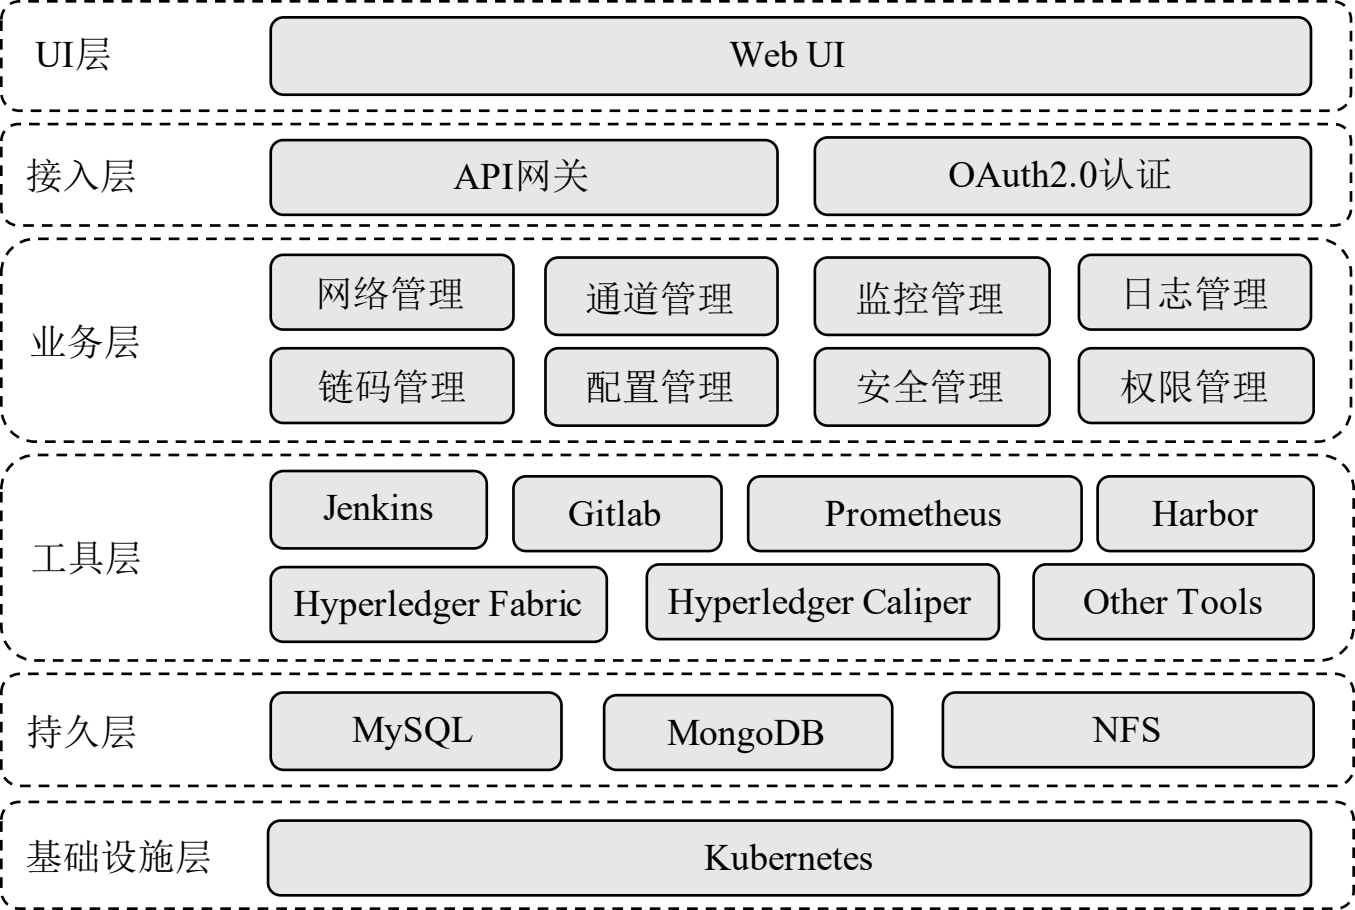 UI层
Web UI
接入层
API网关
OAuth2.0认证
业务层
网络管理
通道管理
监控管理
日志管理
链码管理
配置管理
安全管理
权限管理
工具层
Jenkins
Gitlab
Prometheus
Harbor
Hyperledger Fabric
Hyperledger Caliper
Other Tools
持久层
MySQL
MongoDB
NFS
基础设施层
Kubernetes